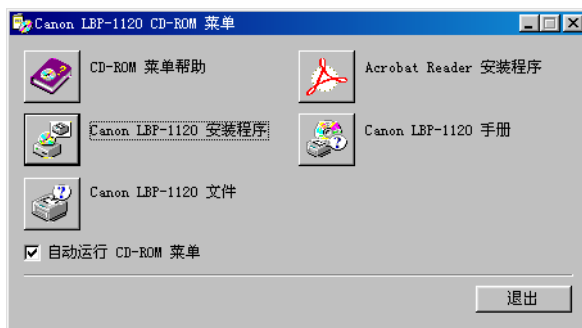 Canon LBP-1120 CD-ROM 菜单
CD-ROM 菜单帮助
Acrobat Reader 安装程序
Canon LBP-1120 安装程序
Canon LBP-1120 手册
Canon LBP-1120 文件
自动运行 CD-ROM 菜单
退出